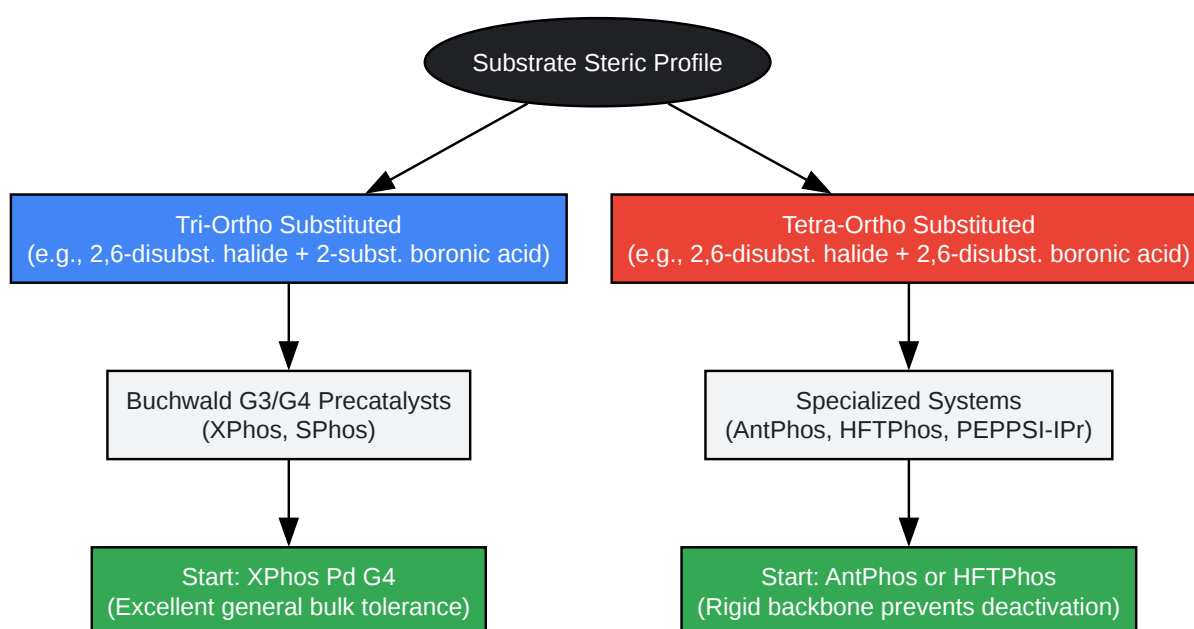 Substrate Steric Profile
Tri-Ortho Substituted
(e.g., 2,6-disubst. halide + 2-subst. boronic acid)
Tetra-Ortho Substituted
(e.g., 2,6-disubst. halide + 2,6-disubst. boronic acid)
Buchwald G3/G4 Precatalysts
(XPhos, SPhos)
Specialized Systems
(AntPhos, HFTPhos, PEPPSI-IPr)
Start: XPhos Pd G4
(Excellent general bulk tolerance)
Start: AntPhos or HFTPhos
(Rigid backbone prevents deactivation)